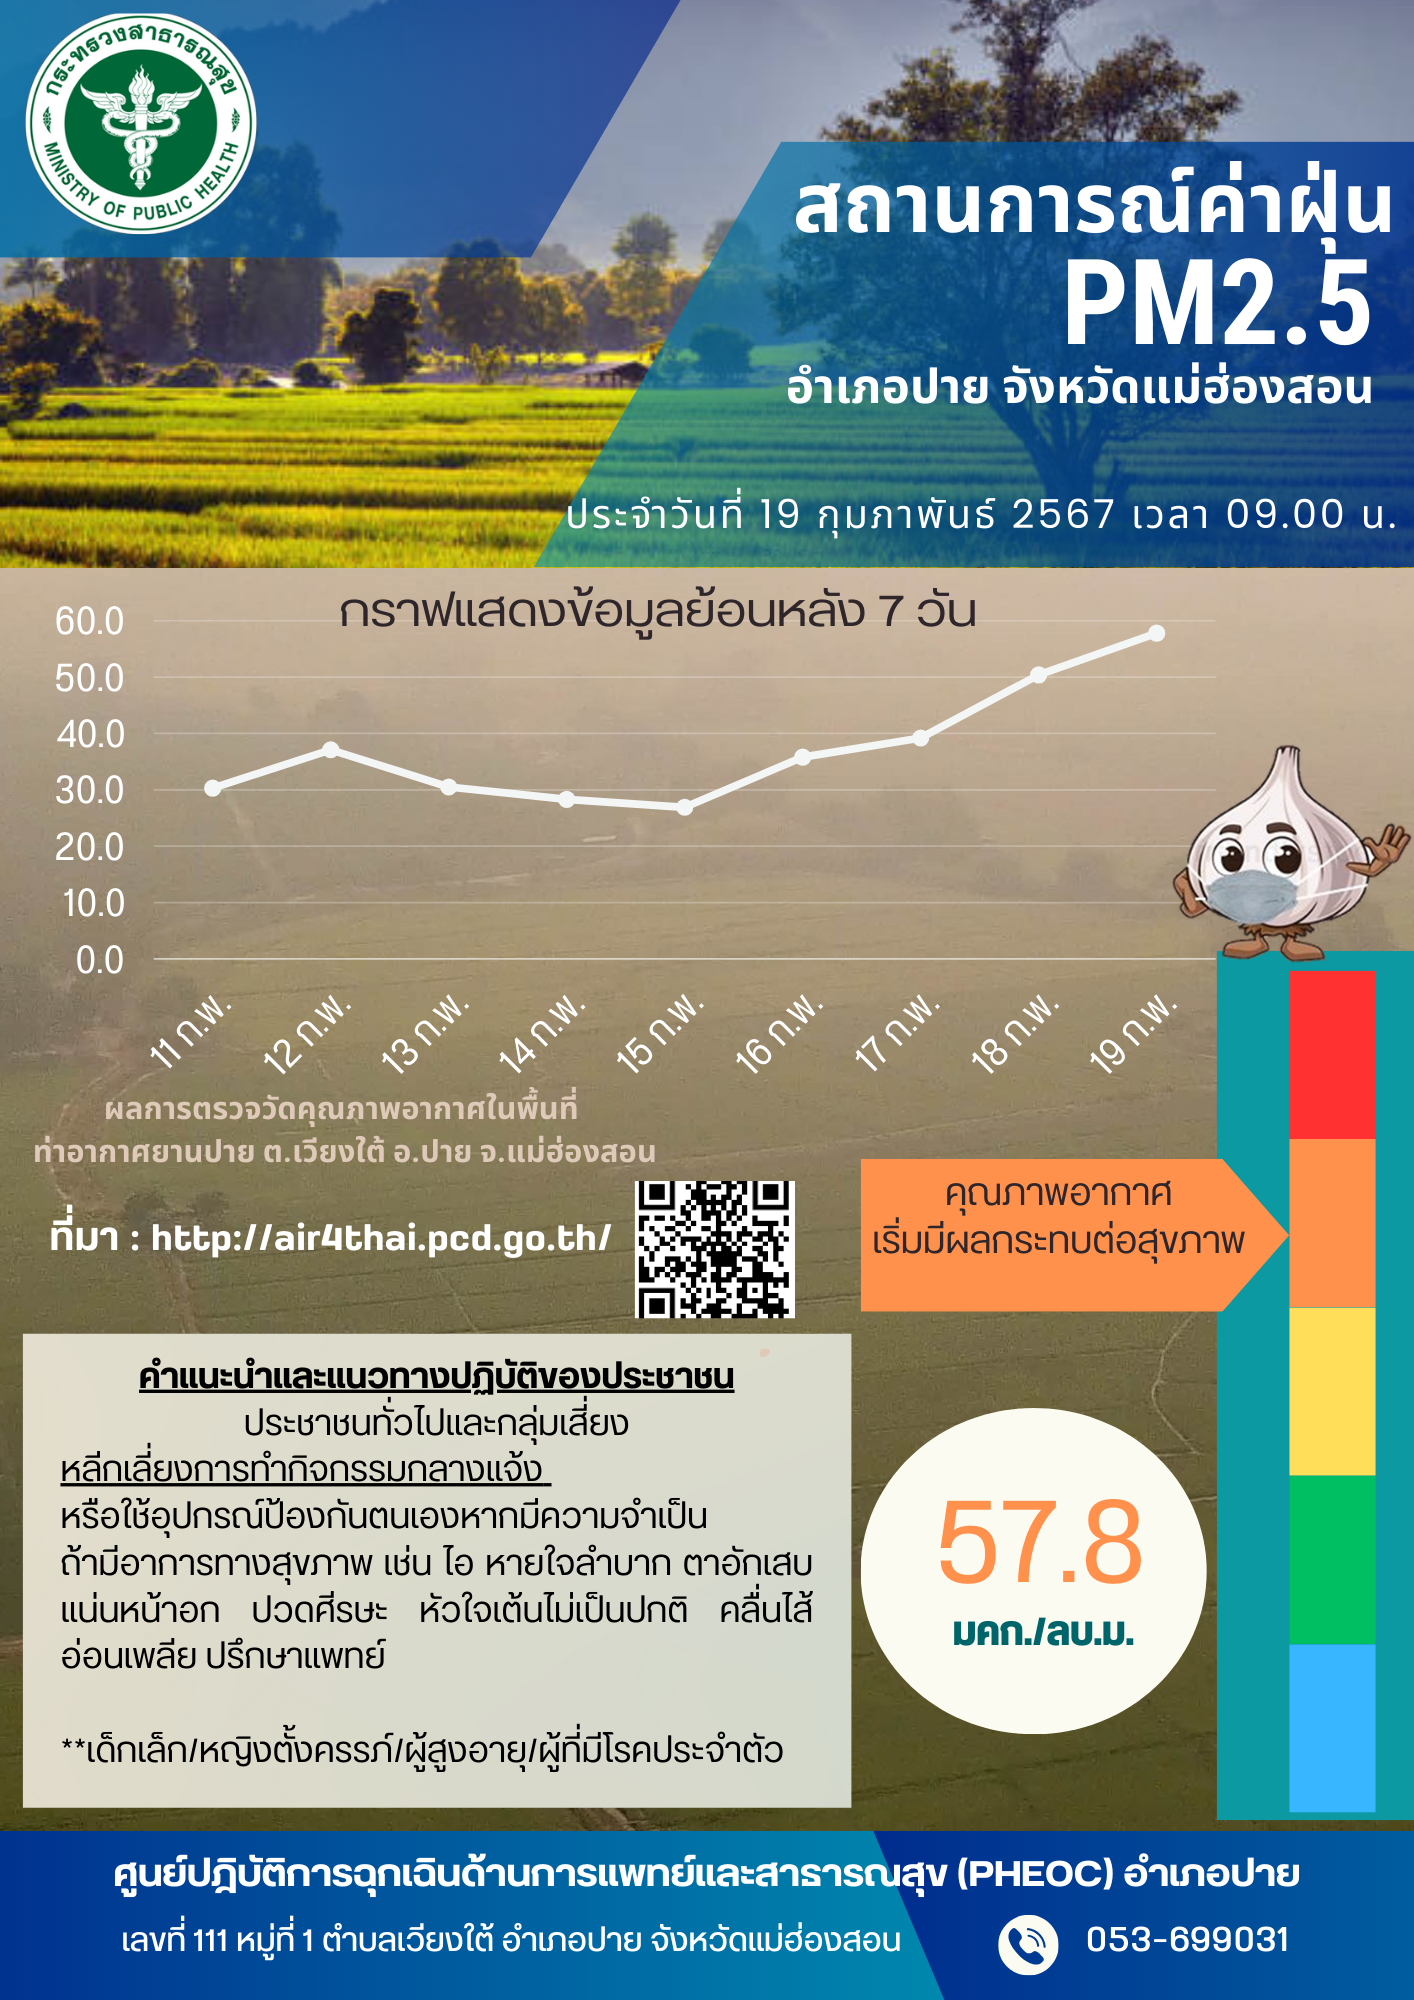 กระทรวงสาธารณสุข
MINISTRY OF PUBLIC HEALTH
สถานการณ์ค่าฝุ่น
PM2.5
อำเภอปาย จังหวัดแม่ฮ่องสอน
ประจำวันที่ 19 กุมภาพันธ์ 2567 เวลา 09.00 น.
กราฟแสดงข้อมูลย้อนหลัง 7 วัน
60.0
50.0
40.0
30.0
20.0
10.0
0.0
11 ก.พ.
12 ก.พ.
13 ก.พ.
14 ก.พ.
15 ก.พ.
16 ก.พ.
17 ก.พ.
18 ก.พ.
19 ก.พ.
ผลการตรวจวัดคุณภาพอากาศในพื้นที่
ท่าอากาศยานปาย ต.เวียงใต้ อ.ปาย จ.แม่ฮ่องสอน
ที่มา : http://air4thai.pcd.go.th/
คุณภาพอากาศ
เริ่มมีผลกระทบต่อสุขภาพ
คำแนะนำและแนวทางปฏิบัติของประชาชน
ประชาชนทั่วไปและกลุ่มเสี่ยง
หลีกเลี่ยงการทำกิจกรรมกลางแจ้ง
หรือใช้อุปกรณ์ป้องกันตนเองหากมีความจำเป็น
ถ้ามีอาการทางสุขภาพ เช่น ไอ หายใจลำบาก ตาอักเสบ
แน่นหน้าอก ปวดศีรษะ หัวใจเต้นไม่เป็นปกติ คลื่นไส้
อ่อนเพลีย ปรึกษาแพทย์
**เด็กเล็ก/หญิงตั้งครรภ์/ผู้สูงอายุ/ผู้ที่มีโรคประจำตัว
57.8
มคก./ลบ.ม.
ศูนย์ปฎิบัติการฉุกเฉินด้านการแพทย์และสาธารณสุข (PHEOC) อำเภอปาย
เลขที่ 111 หมู่ที่ 1 ตำบลเวียงใต้ อำเภอปาย จังหวัดแม่ฮ่องสอน
053-699031